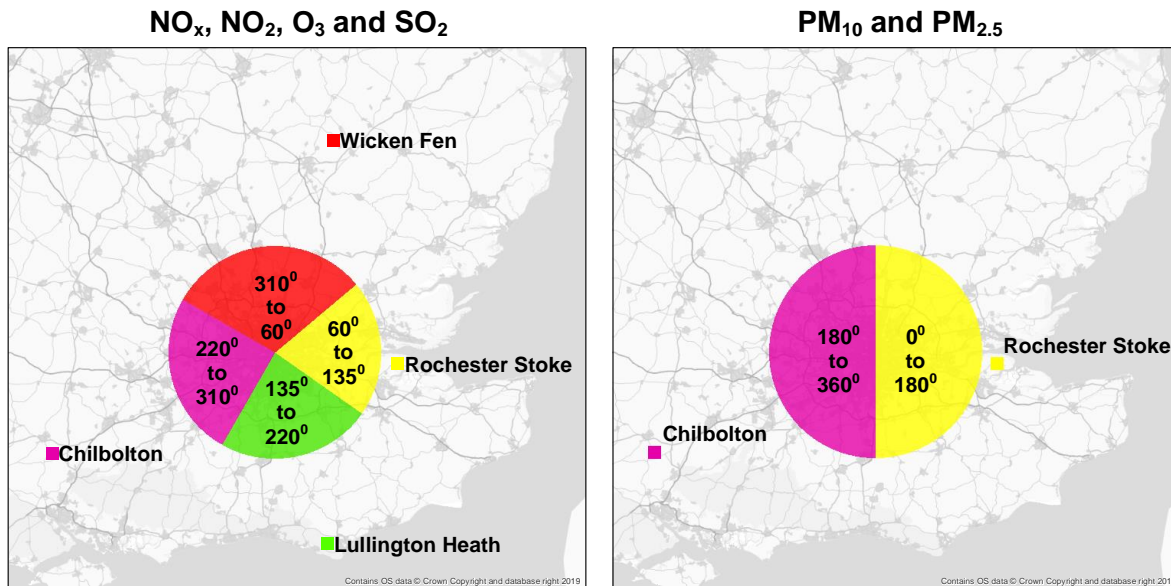 NOₓ, NO₂, O₃ and SO₂
Wicken Fen
310⁰
to
60⁰
60⁰
to
135⁰
220⁰
to
310⁰
135⁰
to
220⁰
Rochester Stoke
Chilbolton
Lullington Heath
Contains OS data © Crown Copyright and database right 2019
PM₁₀ and PM₂.₅
180⁰
to
360⁰
0⁰
to
180⁰
Rochester Stoke
Chilbolton
Contains OS data © Crown Copyright and database right 201